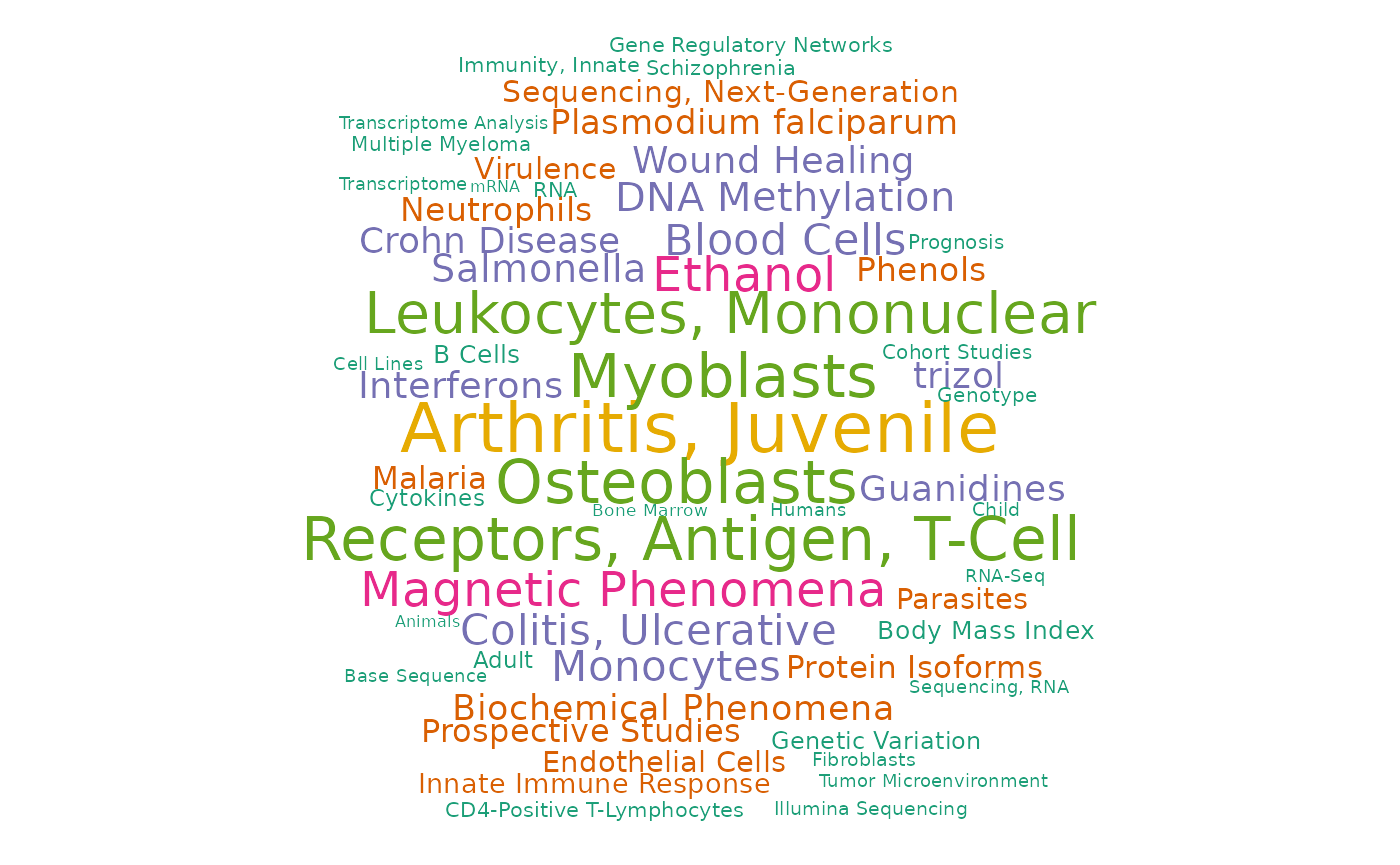 Gene Regulatory Networks
Immunity, Innate
Schizophrenia
Sequencing, Next-Generation
Transcriptome Analysis
Plasmodium falciparum
Multiple Myeloma
Virulence
Wound Healing
Transcriptome
mRNA
RNA
DNA Methylation
Neutrophils
Crohn Disease
Blood Cells
Prognosis
Salmonella
Ethanol
Phenols
Leukocytes, Mononuclear
Cell Lines
B Cells
Cohort Studies
Interferons
Myoblasts
trizol
Genotype
Arthritis, Juvenile
Malaria
Cytokines
Osteoblasts
Guanidines
Bone Marrow
Humans
Child
Receptors, Antigen, T-Cell
RNA-Seq
Magnetic Phenomena
Parasites
Animals
Colitis, Ulcerative
Body Mass Index
Adult
Base Sequence
Monocytes
Protein Isoforms
Sequencing, RNA
Biochemical Phenomena
Prospective Studies
Genetic Variation
Endothelial Cells
Fibroblasts
Innate Immune Response
Tumor Microenvironment
CD4-Positive T-Lymphocytes
Illumina Sequencing